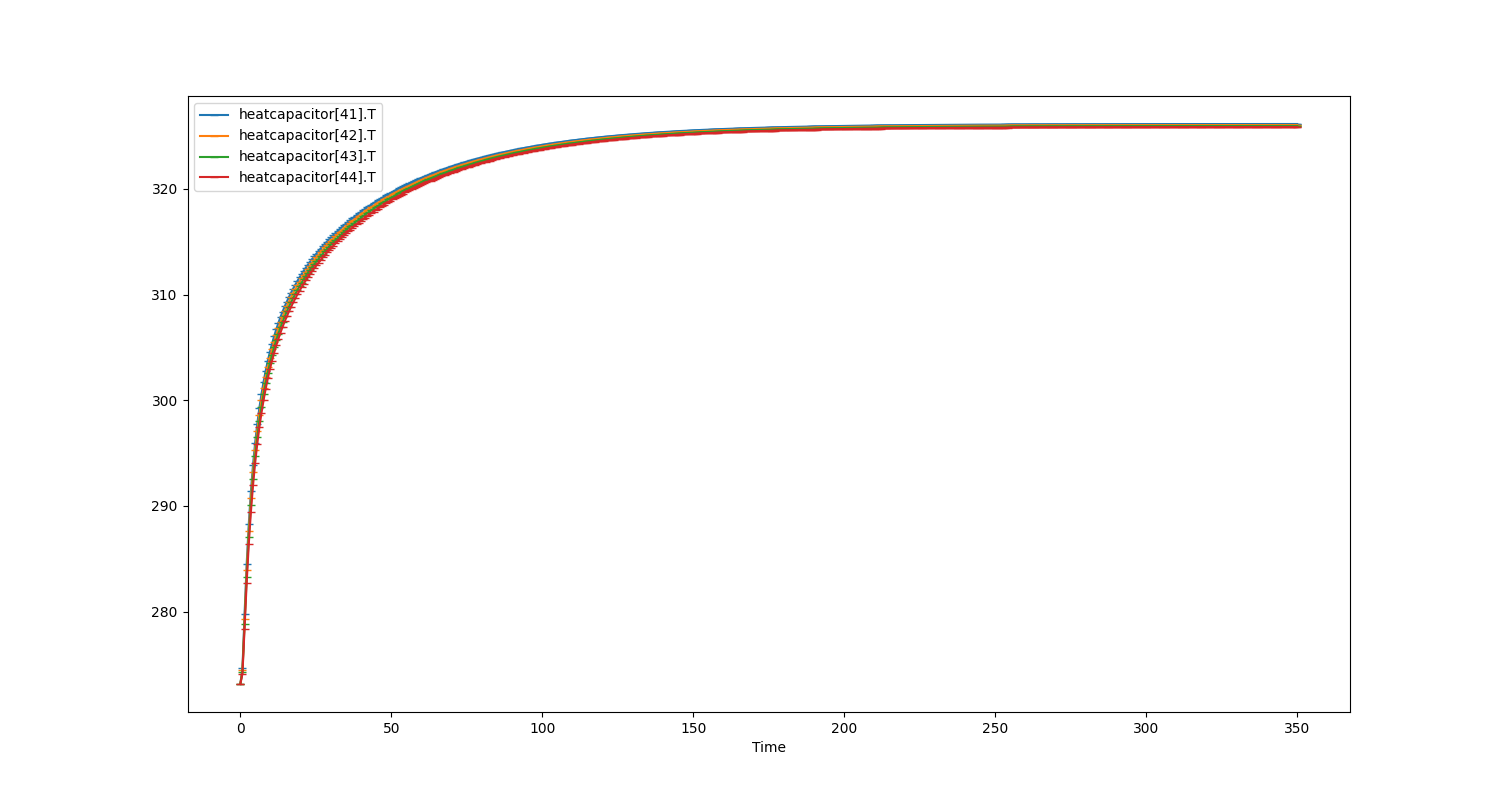 heatcapacitor[41].T
heatcapacitor[42].T
heatcapacitor[43].T
heatcapacitor[44].T
320
310
300
290
280
0 50 100 150 200 250 300 350
Time